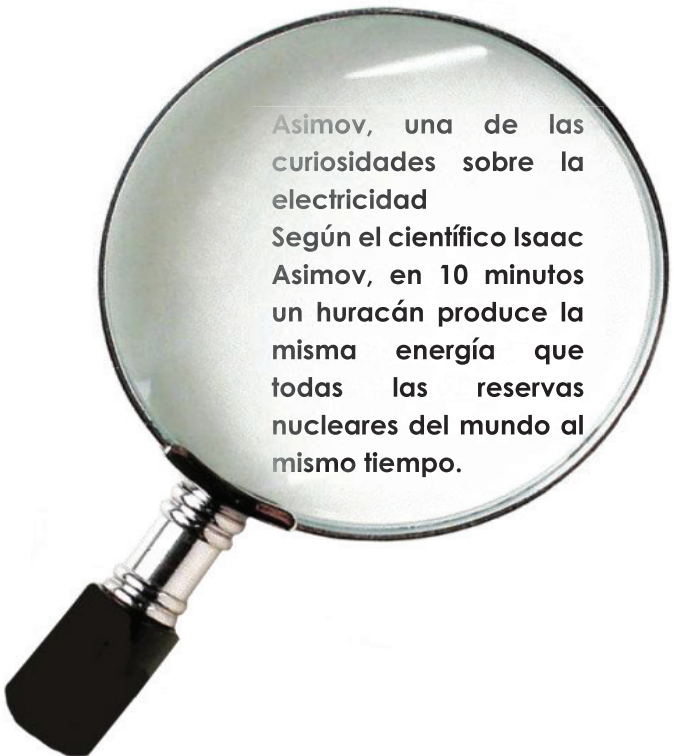 Asimov, una de las
curiosidades sobre la
electricidad
Según el científico Isaac
Asimov, en 10 minutos
un huracán produce la
misma energía que
todas las reservas
nucleares del mundo al
mismo tiempo.